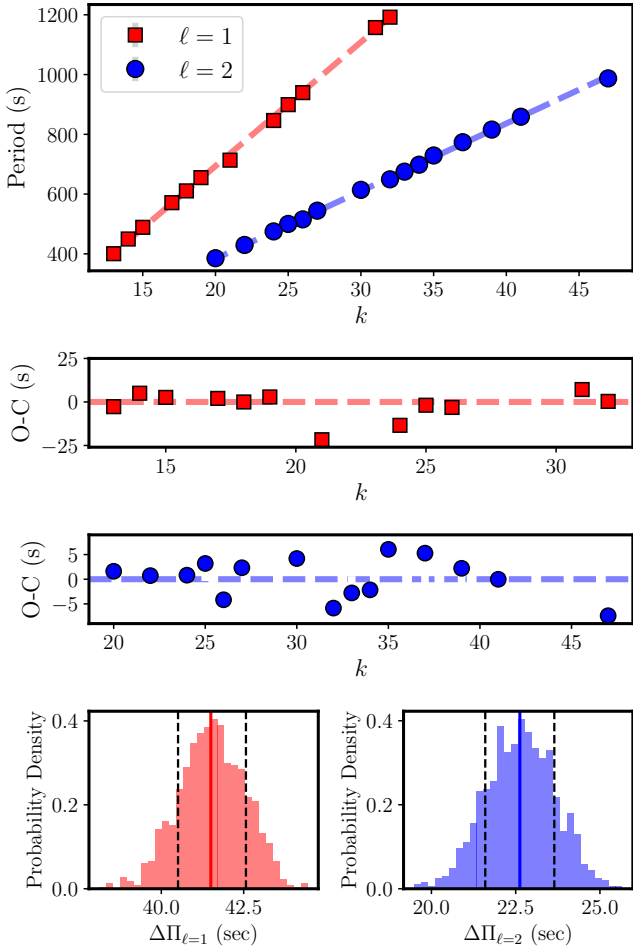 1200
1000
800
600
400
Period (s)
ℓ = 1
ℓ = 2
15 20 25 30 35 40 45
k
25
0
−25
O-C (s)
15 20 25 30
k
5
0
−5
O-C (s)
20 25 30 35 40 45
k
0.4
0.2
0.0
Probability Density
40.0 42.5
ΔΠℓ=1 (sec)
0.4
0.2
0.0
Probability Density
20.0 22.5 25.0
ΔΠℓ=2 (sec)